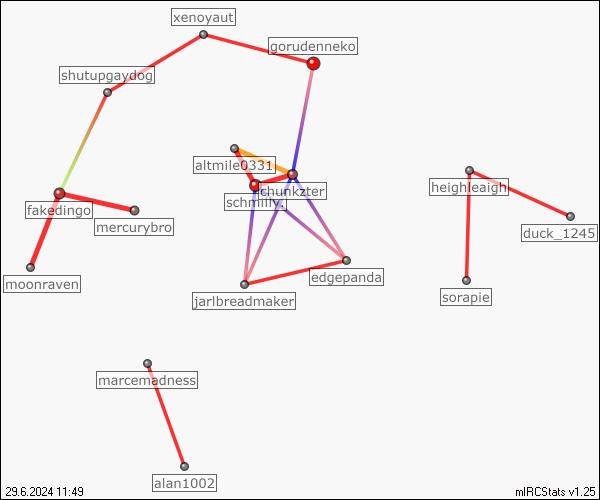 xenoyaut
gorudenneko
shutupgaydog
altmile0331
chunkzter
heighleaigh
schmilly.
fakedingo
mercurybro
duck_1245
edgepanda
moonraven
jarlbreadmaker
sorapie
marcemadness
alan1002
29.6.2024 11:49
mIRCStats v1.25